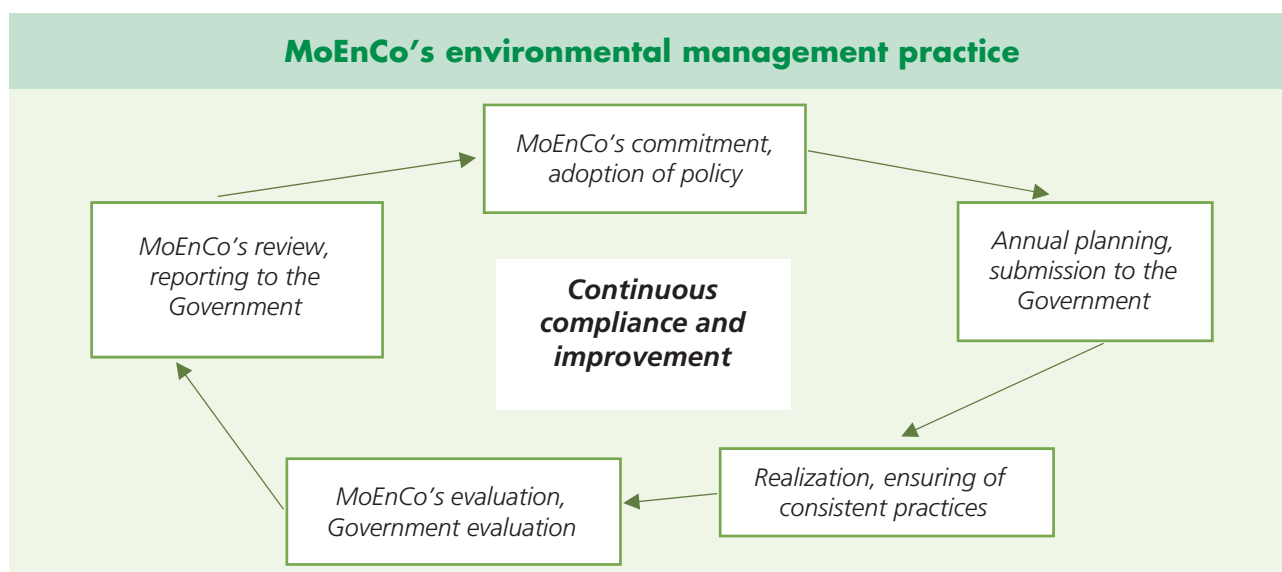 MoEnCo’s environmental management practice
MoEnCo’s commitment,
adoption of policy
Annual planning,
submission to the
Government
Realization, ensuring of
consistent practices
MoEnCo’s evaluation,
Government evaluation
MoEnCo’s review,
reporting to the
Government
Continuous
compliance and
improvement